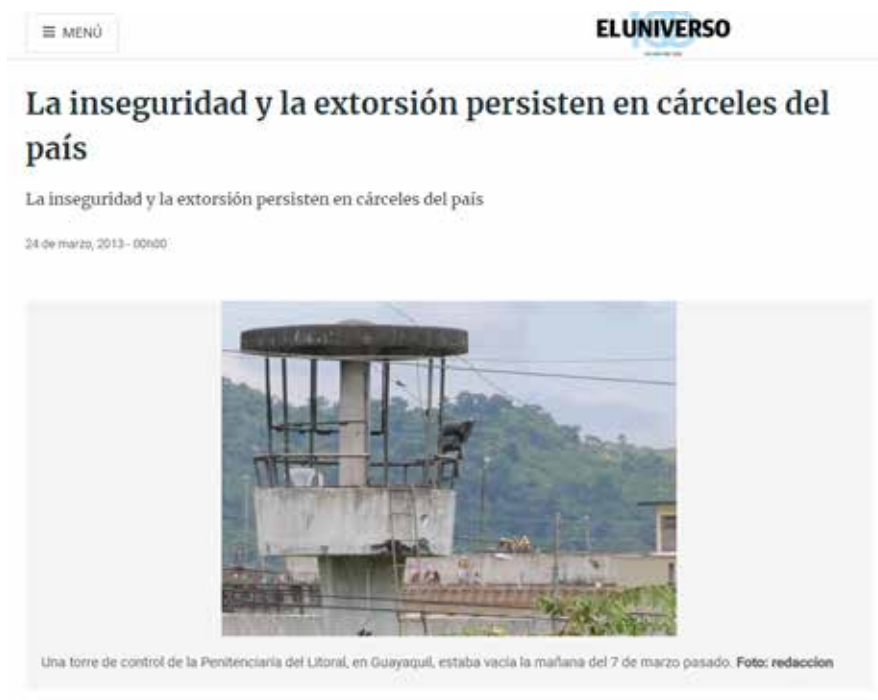 ☰ MENÚ
EL UNIVERSO
La inseguridad y la extorsión persisten en cárceles del
país
La inseguridad y la extorsión persisten en cárceles del país
24 de marzo, 2013 - 00h00
Una torre de control de la Penitenciaría del Litoral, en Guayaquil, estaba vacía la mañana del 7 de marzo pasado. Foto: redaccion